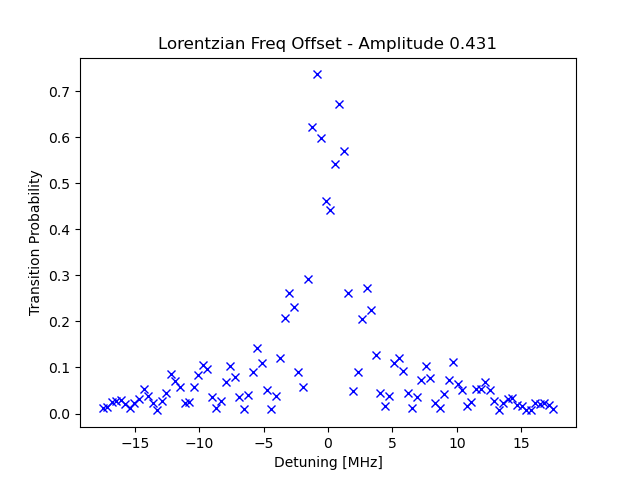 Lorentzian Freq Offset - Amplitude 0.431
0.7
0.6
0.5
0.4
0.3
0.2
0.1
0.0
Transition Probability
−15 −10 −5 0 5 10 15
Detuning [MHz]